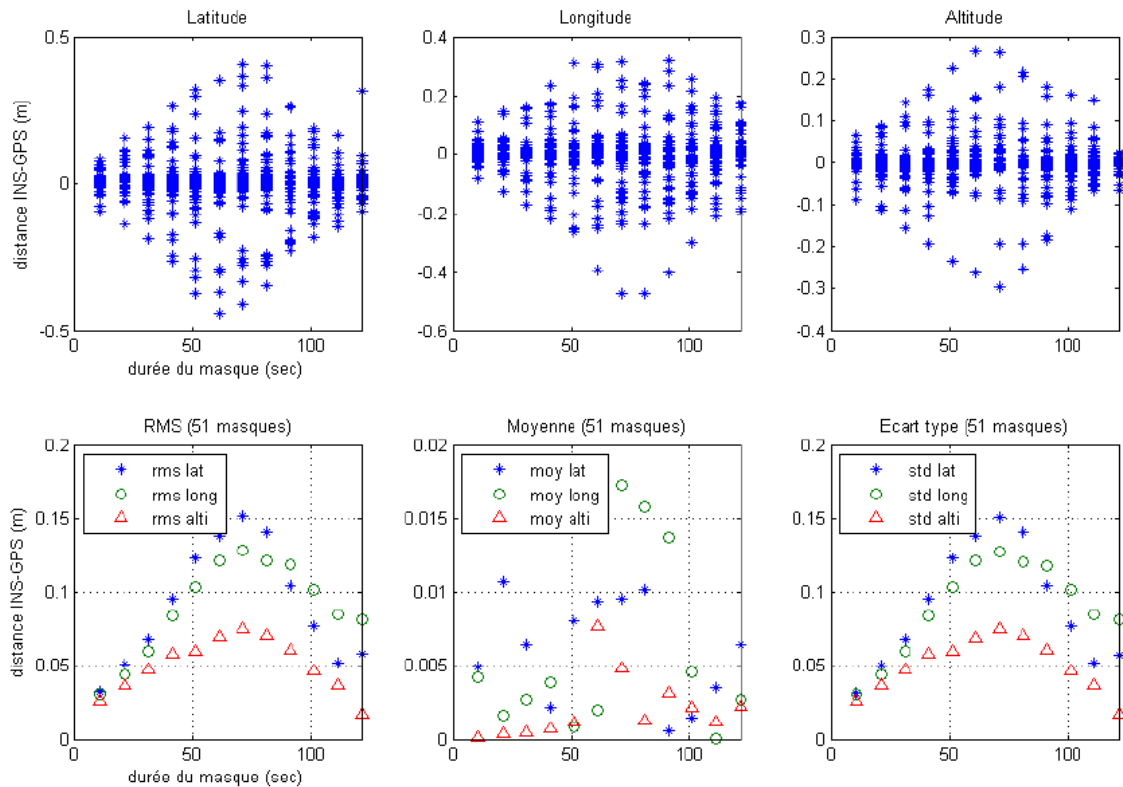 Latitude
Longitude
Altitude
distance INS-GPS (m)
0.5
0
-0.5
0
50
100
durée du masque (sec)
0.4
0.2
0
-0.2
-0.4
-0.6
0
50
100
0.3
0.2
0.1
0
-0.1
-0.2
-0.3
-0.4
0
50
100
RMS (51 masques)
Moyenne (51 masques)
Ecart type (51 masques)
distance INS-GPS (m)
0.2
0.15
0.1
0.05
0
rms lat
rms long
rms alti
0
50
100
durée du masque (sec)
0.02
0.015
0.01
0.005
0
moy lat
moy long
moy alti
0
50
100
0.2
0.15
0.1
0.05
0
std lat
std long
std alti
0
50
100